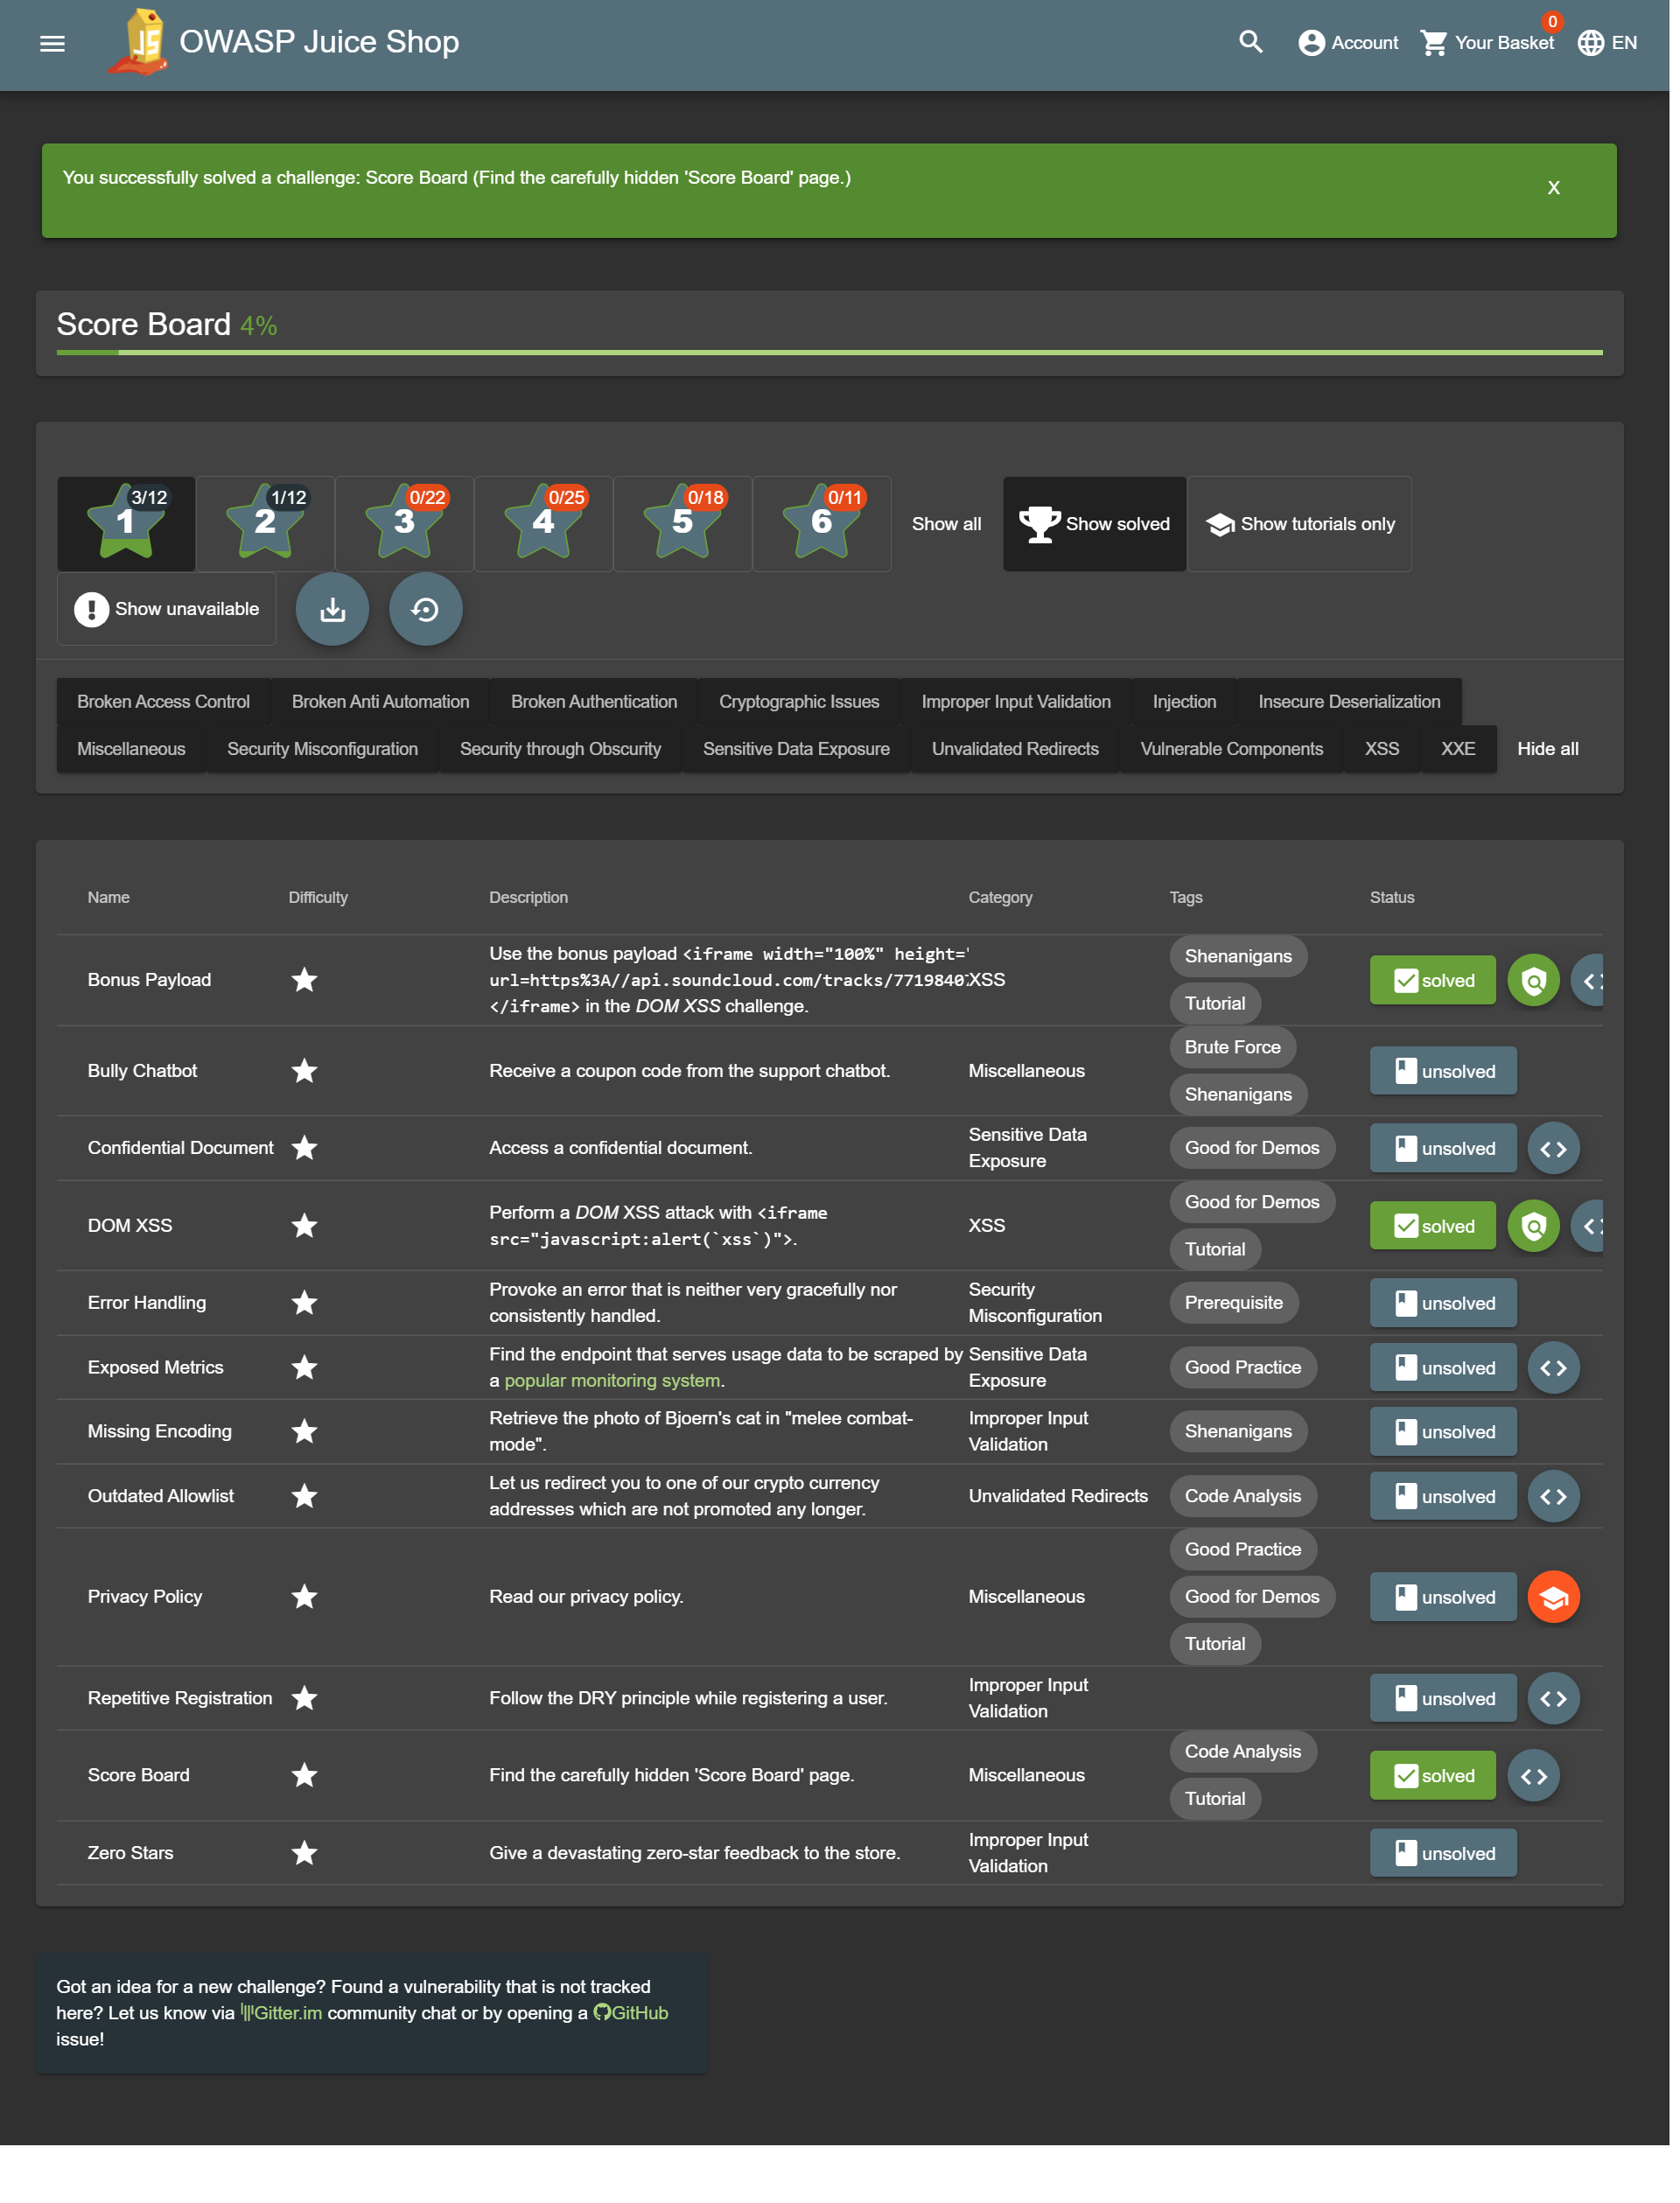 OWASP Juice Shop
Account
Your Basket
0
EN
You successfully solved a challenge: Score Board (Find the carefully hidden 'Score Board' page.)
X
Score Board 4%
1 3/12
2 1/12
3 0/22
4 0/25
5 0/18
6 0/11
Show all
Show solved
Show tutorials only
Show unavailable
Broken Access Control
Broken Anti Automation
Broken Authentication
Cryptographic Issues
Improper Input Validation
Injection
Insecure Deserialization
Miscellaneous
Security Misconfiguration
Security through Obscurity
Sensitive Data Exposure
Unvalidated Redirects
Vulnerable Components
XSS
XXE
Hide all
Name Difficulty Description Category Tags Status
Bonus Payload
Use the bonus payload <iframe width="100%" height='
url=https%3A//api.soundcloud.com/tracks/7719840
</iframe> in the DOM XSS challenge.
XSS
Shenanigans
Tutorial
solved
Bully Chatbot
Receive a coupon code from the support chatbot.
Miscellaneous
Brute Force
Shenanigans
unsolved
Confidential Document
Access a confidential document.
Sensitive Data
Exposure
Good for Demos
unsolved
DOM XSS
Perform a DOM XSS attack with <iframe
src="javascript:alert(`xss`)">.
XSS
Good for Demos
Tutorial
solved
Error Handling
Provoke an error that is neither very gracefully nor
consistently handled.
Security
Misconfiguration
Prerequisite
unsolved
Exposed Metrics
Find the endpoint that serves usage data to be scraped by
a popular monitoring system.
Sensitive Data
Exposure
Good Practice
unsolved
Missing Encoding
Retrieve the photo of Bjoern's cat in "melee combat-
mode".
Improper Input
Validation
Shenanigans
unsolved
Outdated Allowlist
Let us redirect you to one of our crypto currency
addresses which are not promoted any longer.
Unvalidated Redirects
Code Analysis
unsolved
Privacy Policy
Read our privacy policy.
Miscellaneous
Good Practice
Good for Demos
Tutorial
unsolved
Repetitive Registration
Follow the DRY principle while registering a user.
Improper Input
Validation
unsolved
Score Board
Find the carefully hidden 'Score Board' page.
Miscellaneous
Code Analysis
Tutorial
solved
Zero Stars
Give a devastating zero-star feedback to the store.
Improper Input
Validation
unsolved
Got an idea for a new challenge? Found a vulnerability that is not tracked
here? Let us know via Gitter.im community chat or by opening a GitHub
issue!